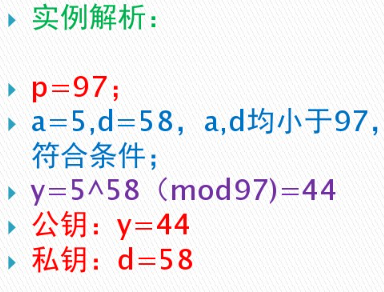 实例解析：
p=97；
a=5,d=58，a,d均小于97，
符合条件；
y=5^58（mod97)=44
公钥：y=44
私钥：d=58